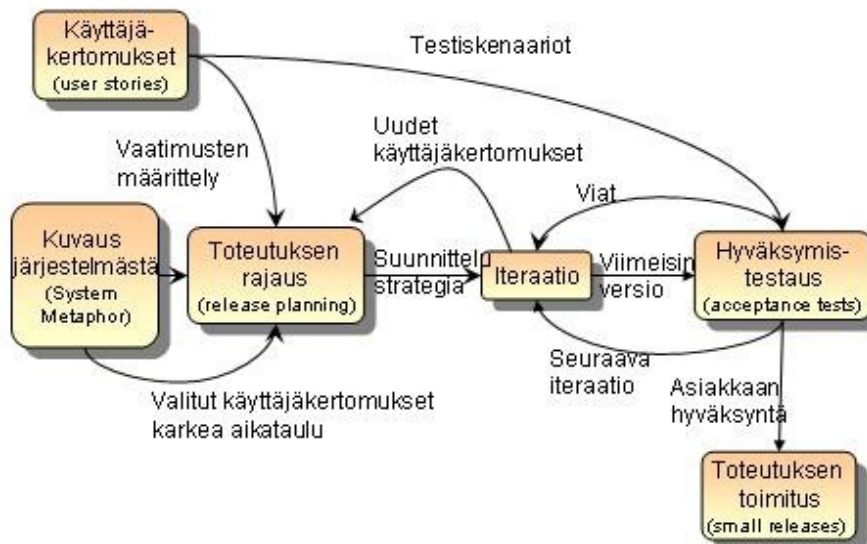 Käyttäjä-
kertomukset
(user stories)
Testiskenaariot
Uudet
käyttäjäkertomukset
Vaatimusten
määrittely
Viat
Kuvaus
järjestelmästä
(System
Metaphor)
Toteutuksen
rajaus
(release planning)
Suunnittelu
strategia
Iteraatio
Viimeisin
versio
Hyväksymis-
testaus
(acceptance tests)
Seuraava
iteraatio
Valitut käyttäjäkertomukset
karkea aikataulu
Asiakkaan
hyväksyntä
Toteutuksen
toimitus
(small releases)